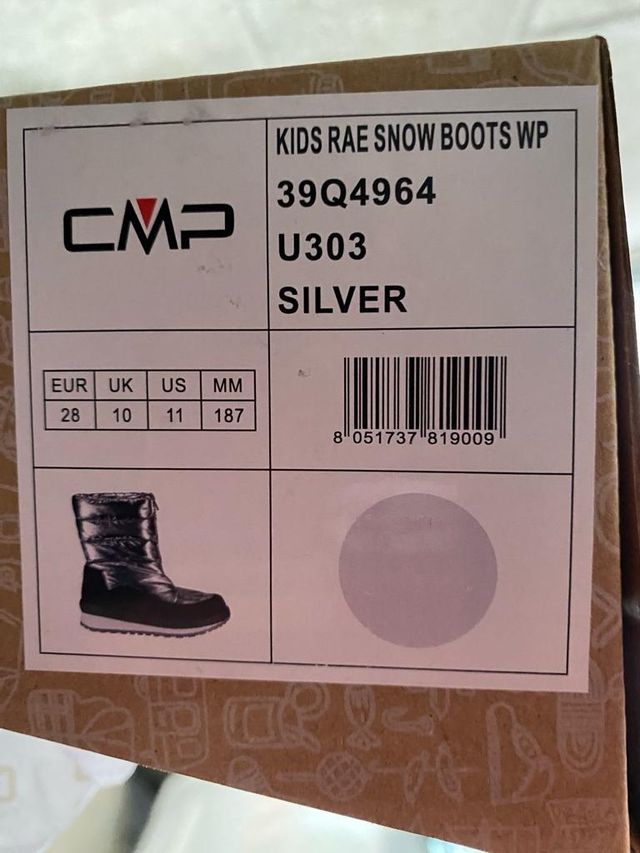 CMP
KIDS RAE SNOW BOOTS WP
39Q4964
U303
SILVER
EUR UK US MM
28 10 11 187
8 051737 819009